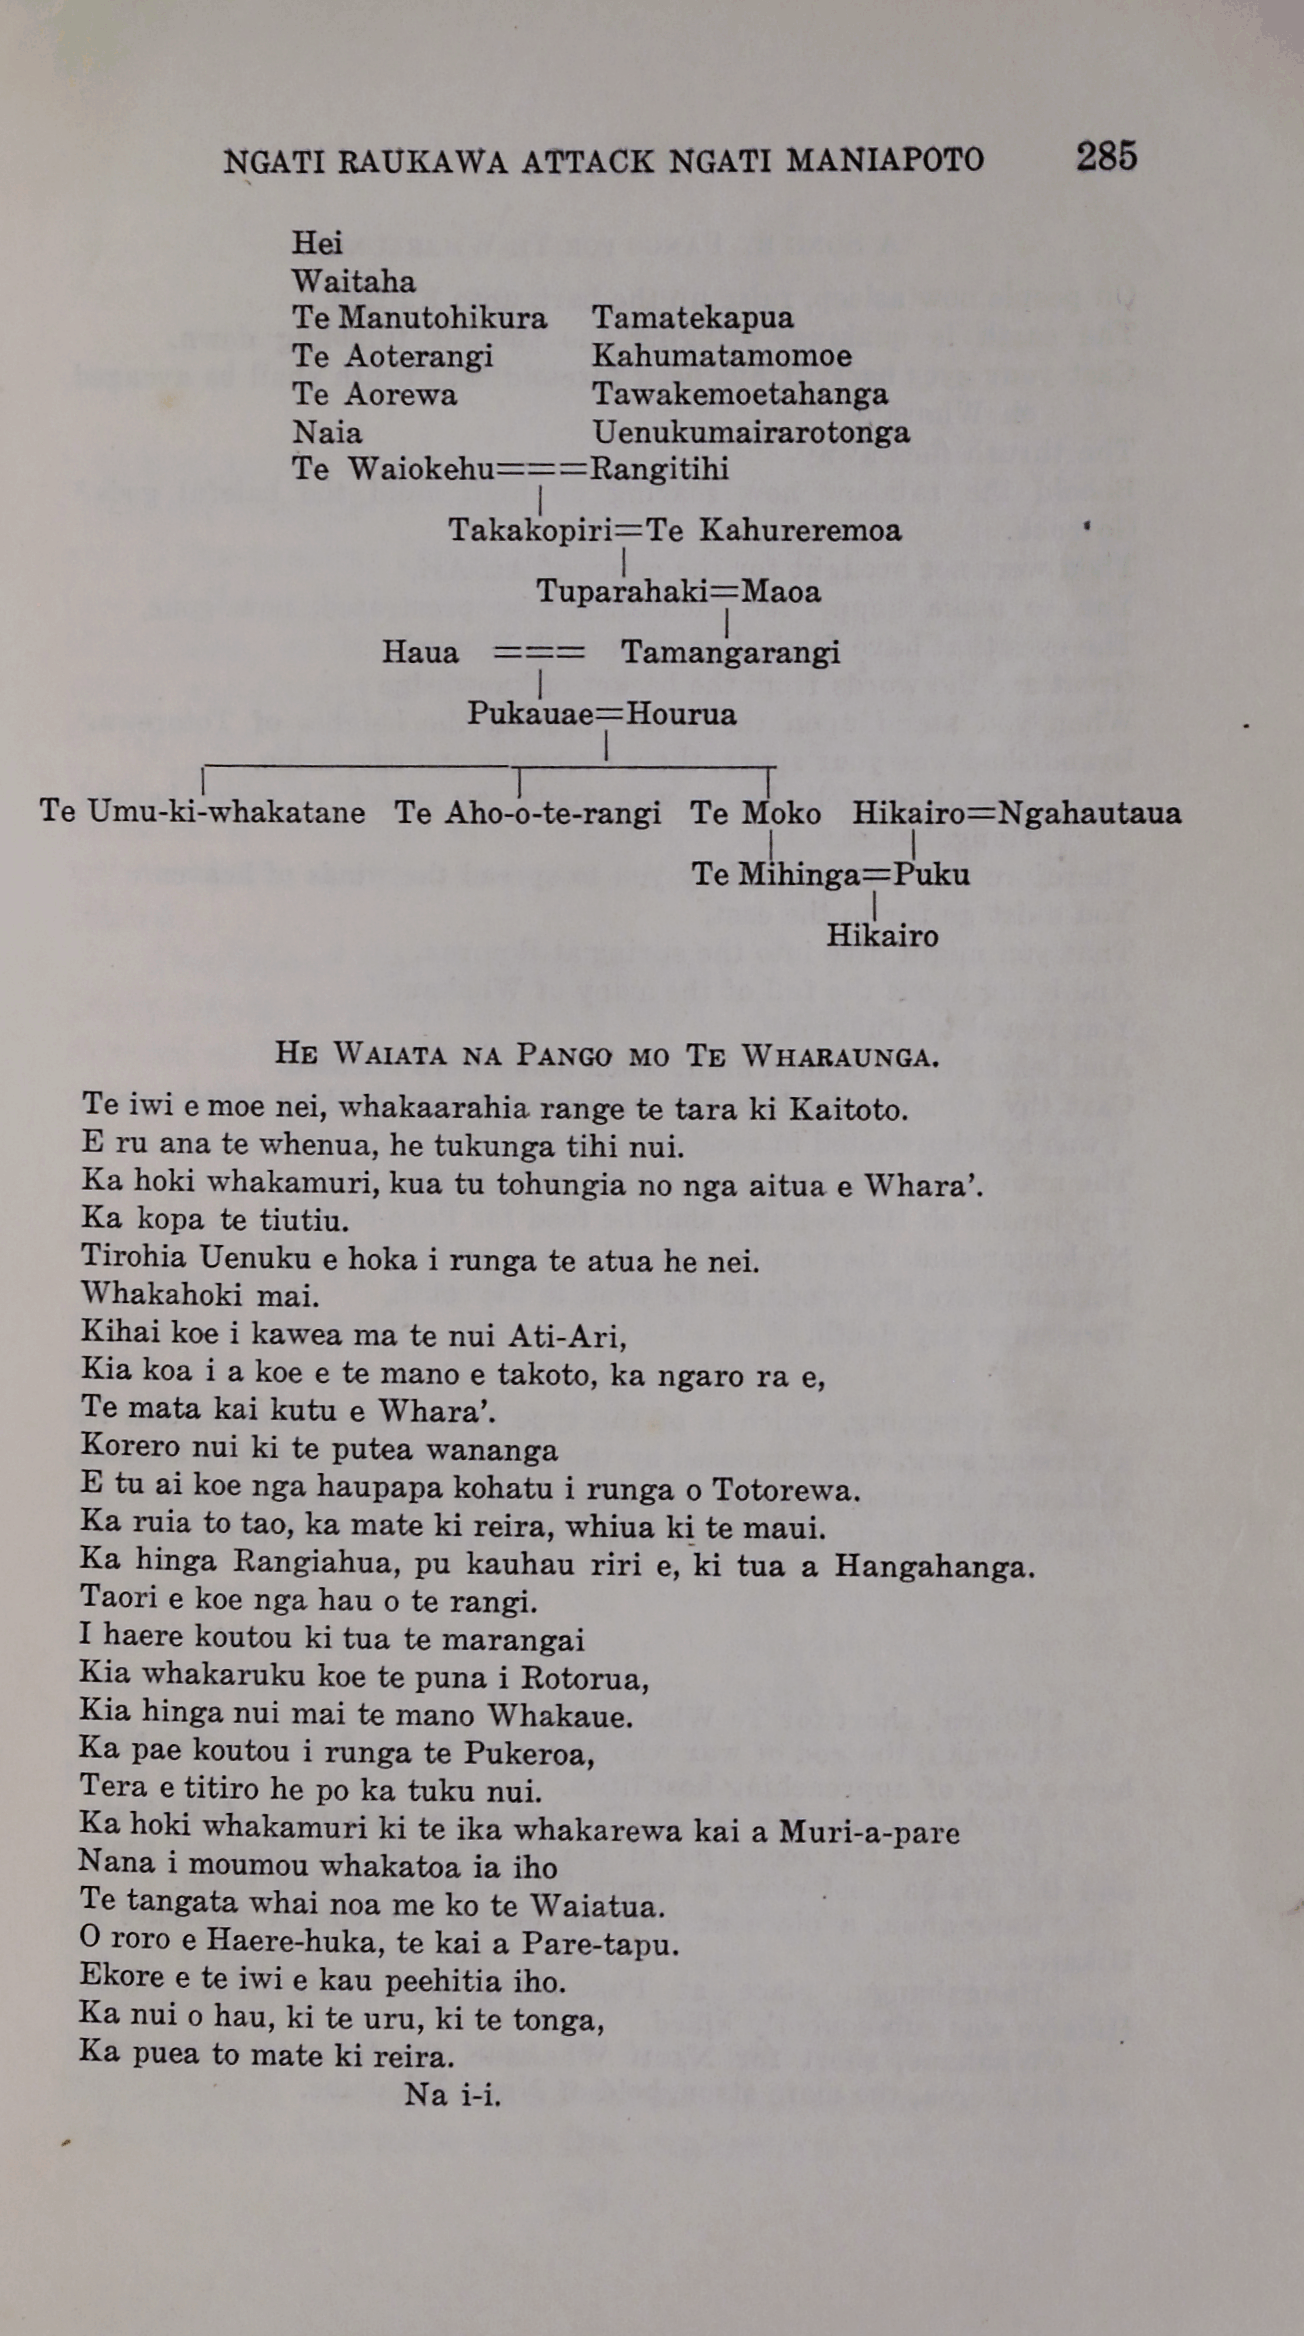 NGATI RAUKAWA ATTACK NGATI MANIAPOTO 285
Hei
Waitaha
Te Manutohikura Tamatekapua
Te Aoterangi Kahumatamomoe
Te Aorewa Tawakemoetahanga
Naia Uenukumairarotonga
Te Waiokehu===Rangitihi
Takakopiri=Te Kahureremoa
Tuparahaki=Maoa
Haua === Tamangarangi
Pukauae=Hourua
Te Umu-ki-whakatane Te Aho-o-te-rangi Te Moko Hikairo=Ngahautaua
Te Mihinga=Puku
Hikairo
HE WAIATA NA PANGO MO TE WHARAUNGA.
Te iwi e moe nei, whakaarahia range te tara ki Kaitoto.
E ru ana te whenua, he tukunga tihi nui.
Ka hoki whakamuri, kua tu tohungia no nga aitua e Whara’.
Ka kopa te tiutiu.
Tirohia Uenuku e hoka i runga te atua he nei.
Whakahoki mai.
Kihai koe i kawea ma te nui Ati-Ari,
Kia koa i a koe e te mano e takoto, ka ngaro ra e,
Te mata kai kutu e Whara’.
Korero nui ki te putea wananga
E tu ai koe nga haupapa kohatu i runga o Totorewa.
Ka ruia to tao, ka mate ki reira, whiua ki te maui.
Ka hinga Rangiahua, pu kauhau riri e, ki tua a Hangahanga.
Taori e koe nga hau o te rangi.
I haere koutou ki tua te marangai
Kia whakaruku koe te puna i Rotorua,
Kia hinga nui mai te mano Whakaue.
Ka pae koutou i runga te Pukeroa,
Tera e titiro he po ka tuku nui.
Ka hoki whakamuri ki te ika whakarewa kai a Muri-a-pare
Nana i moumou whakatoa ia iho
Te tangata whai noa me ko te Waiatua.
O roro e Haere-huka, te kai a Pare-tapu.
Ekore e te iwi e kau peehitia iho.
Ka nui o hau, ki te uru, ki te tonga,
Ka puea to mate ki reira.
Na i-i.